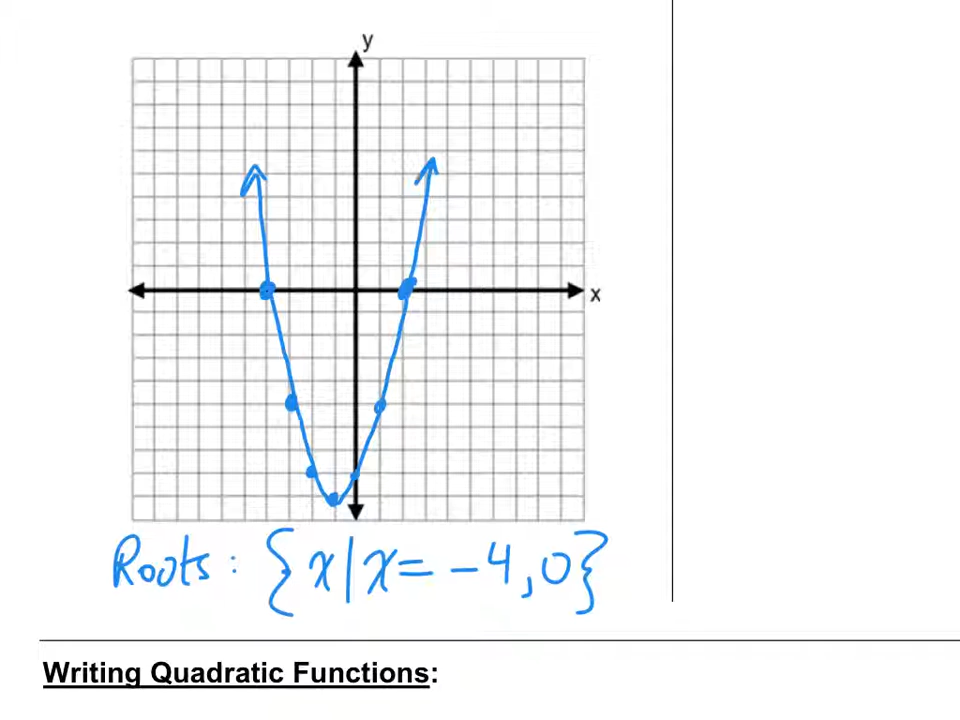 y
x
Roots: {x|x= -4,0}
Writing Quadratic Functions: